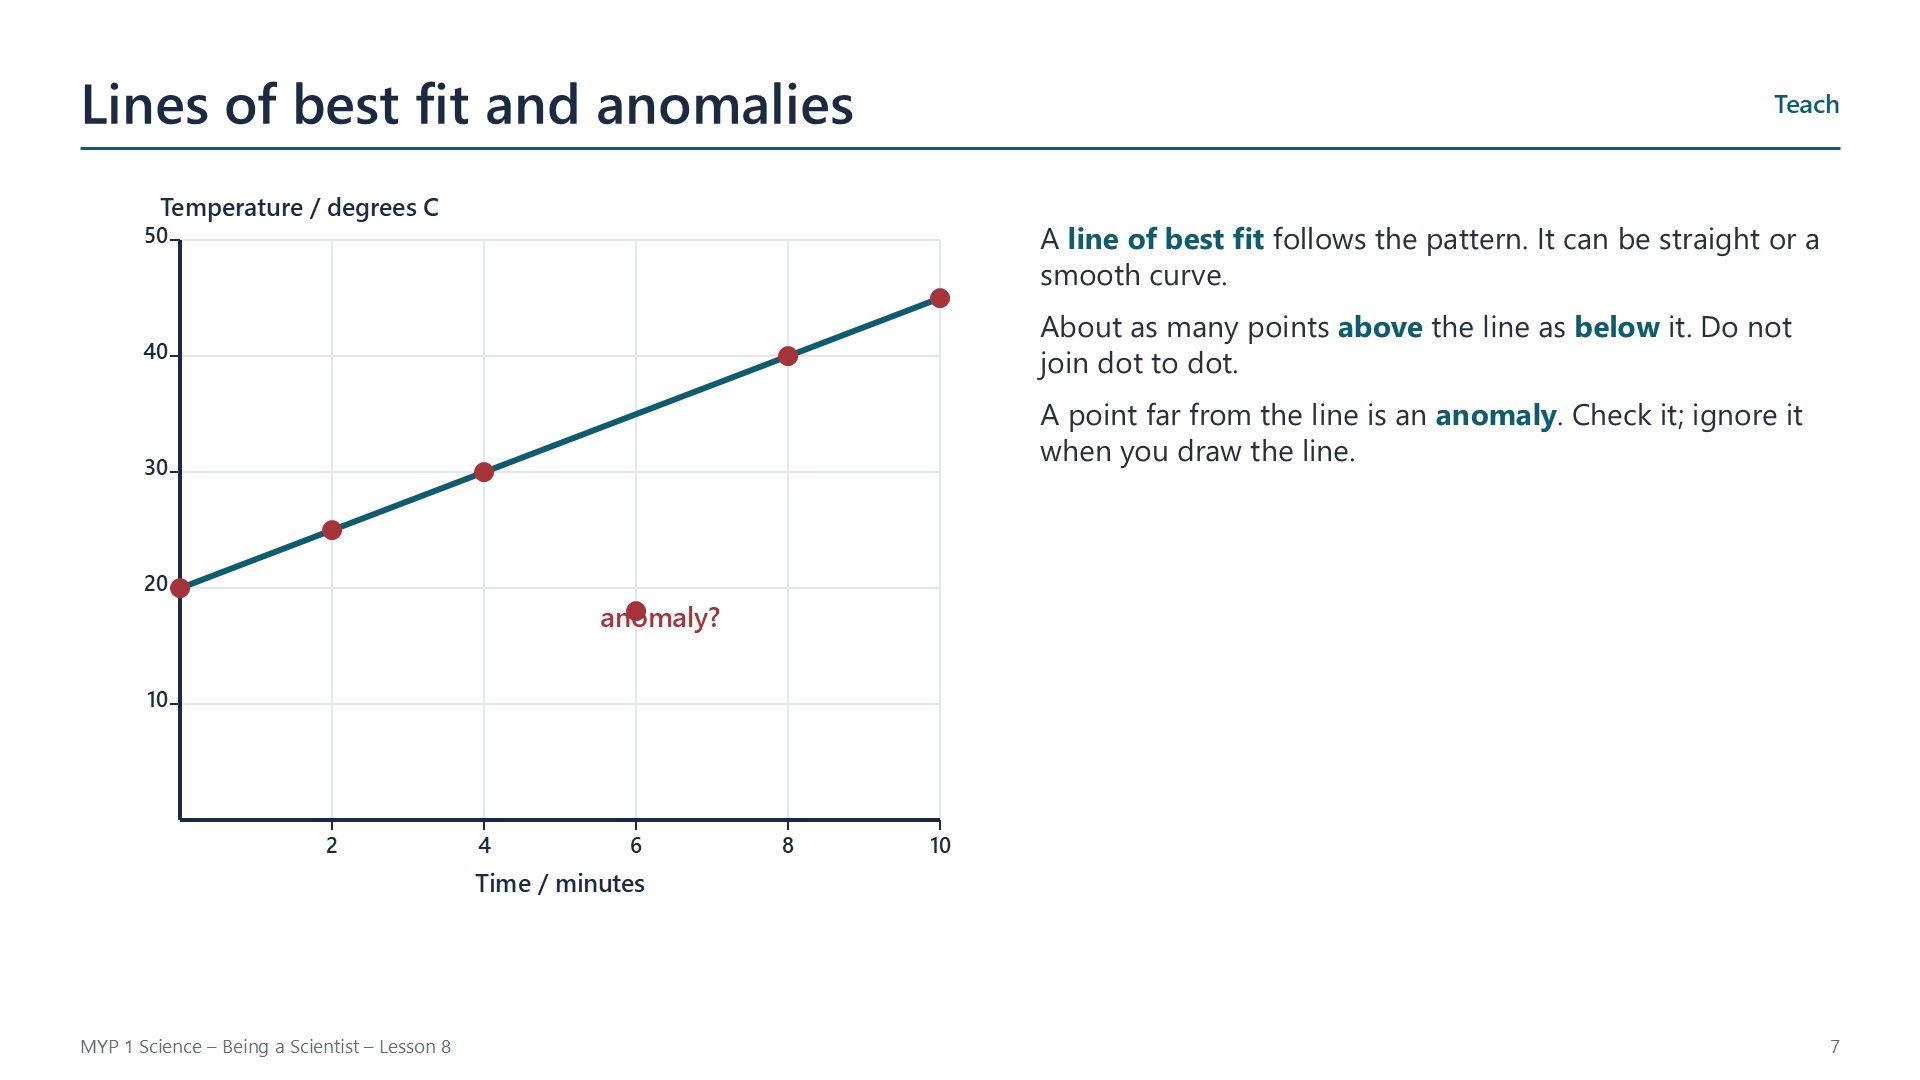 Lines of best fit and anomalies
Teach
Temperature / degrees C
50
40
30
20
10
anomaly?
2 4 6 8 10
Time / minutes
A line of best fit follows the pattern. It can be straight or a
smooth curve.
About as many points above the line as below it. Do not
join dot to dot.
A point far from the line is an anomaly. Check it; ignore it
when you draw the line.
MYP 1 Science – Being a Scientist – Lesson 8
7